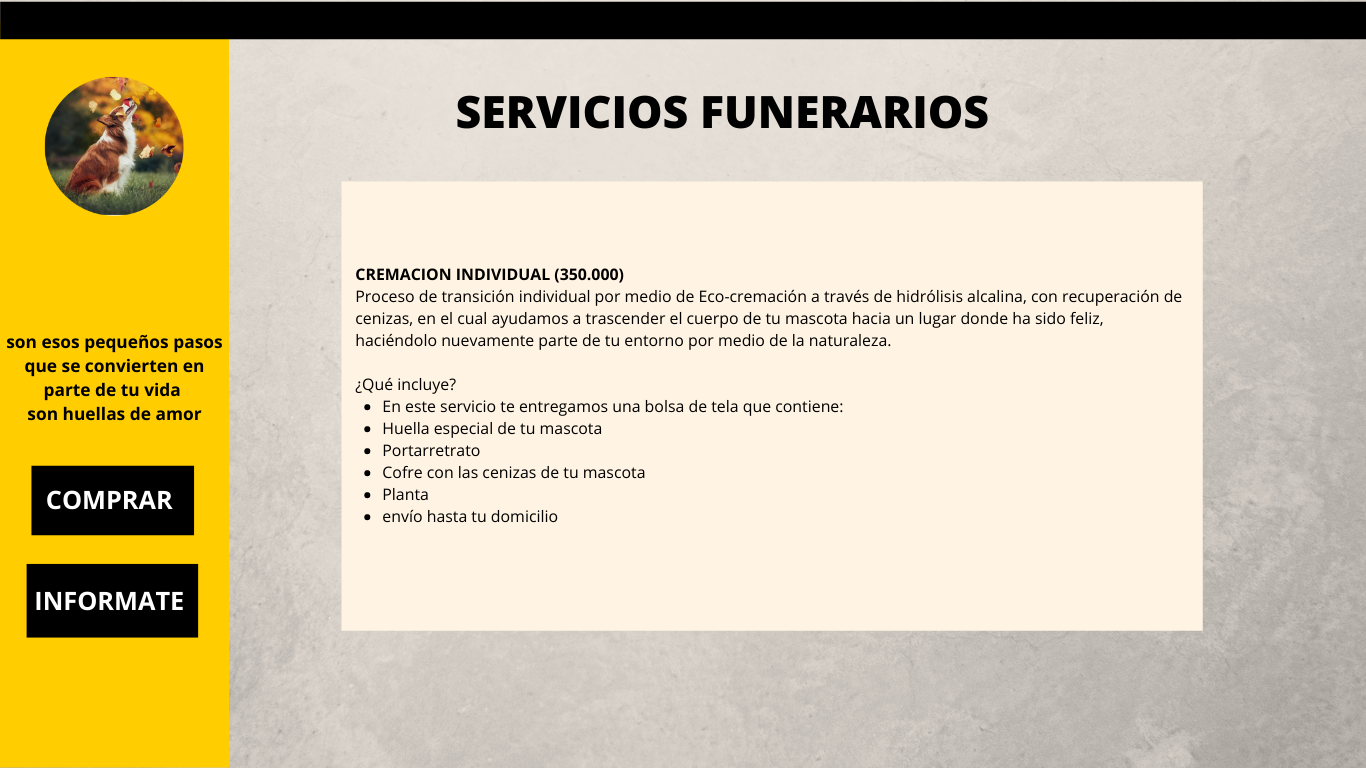 SERVICIOS FUNERARIOS
CREMACION INDIVIDUAL (350.000)
Proceso de transición individual por medio de Eco-cremación a través de hidrólisis alcalina, con recuperación de
cenizas, en el cual ayudamos a trascender el cuerpo de tu mascota hacia un lugar donde ha sido feliz,
haciéndolo nuevamente parte de tu entorno por medio de la naturaleza.
¿Qué incluye?
• En este servicio te entregamos una bolsa de tela que contiene:
• Huella especial de tu mascota
• Portarretrato
• Cofre con las cenizas de tu mascota
• Planta
• envío hasta tu domicilio
son esos pequeños pasos
que se convierten en
parte de tu vida
son huellas de amor
COMPRAR
INFORMATE